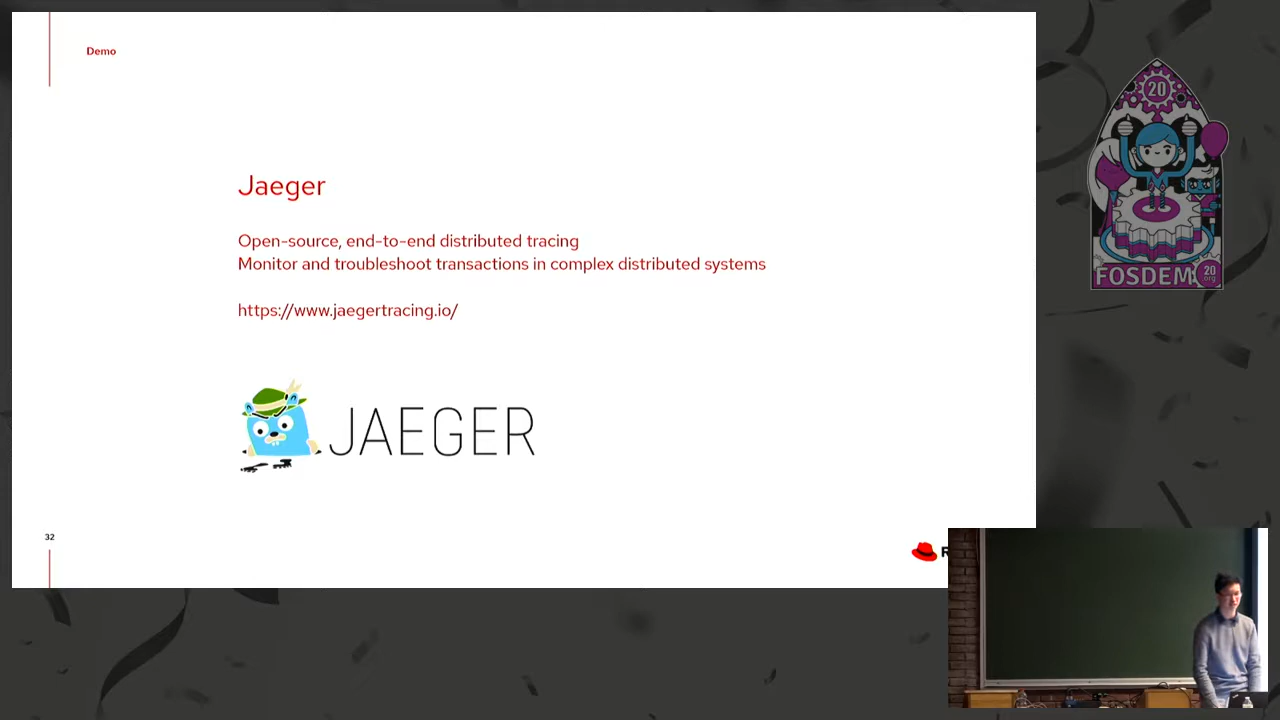 Demo
Jaeger
Open-source, end-to-end distributed tracing
Monitor and troubleshoot transactions in complex distributed systems
https://www.jaegertracing.io/
JAEGER
32
20
FOSDEM
20
org